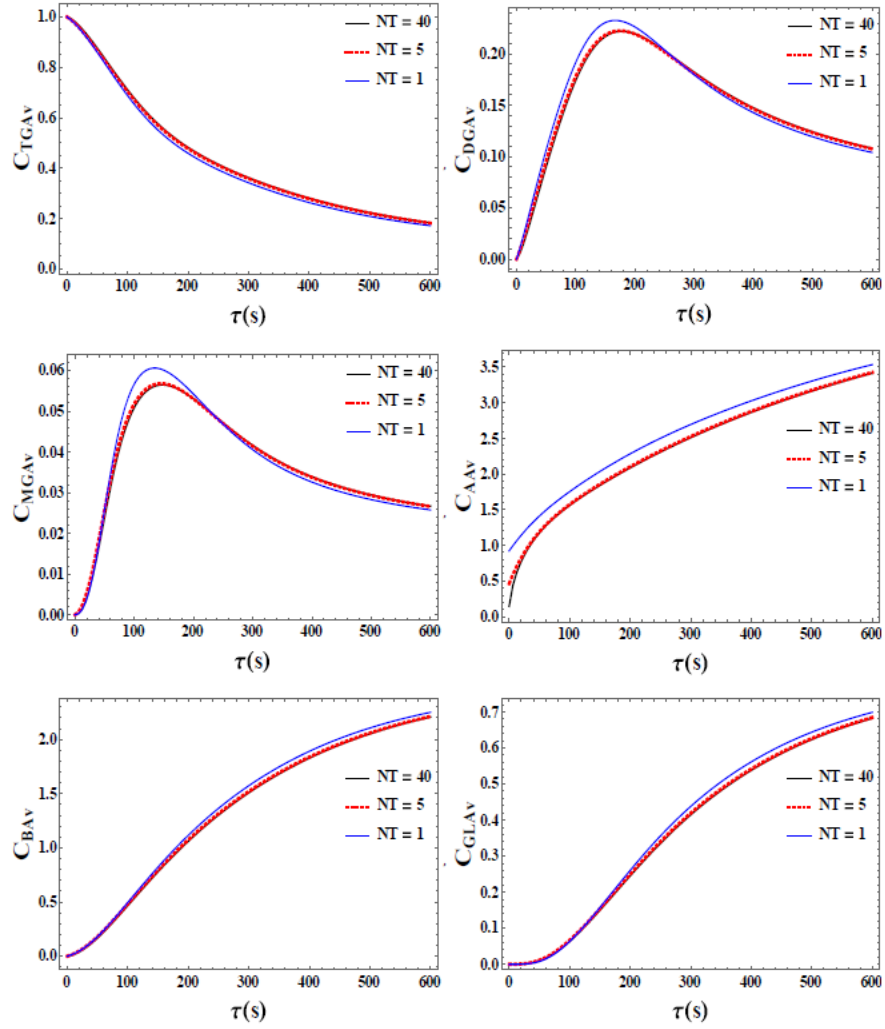 1.0
0.8
0.6
0.4
0.2
0.0
C_TGAv
NT = 40
NT = 5
NT = 1
0 100 200 300 400 500 600
τ(s)
0.20
0.15
0.10
0.05
0.00
C_DGAv
NT = 40
NT = 5
NT = 1
0 100 200 300 400 500 600
τ(s)
0.06
0.05
0.04
0.03
0.02
0.01
0.00
C_MGAv
NT = 40
NT = 5
NT = 1
0 100 200 300 400 500 600
τ(s)
3.5
3.0
2.5
2.0
1.5
1.0
0.5
0.0
C_AAv
NT = 40
NT = 5
NT = 1
0 100 200 300 400 500 600
τ(s)
2.0
1.5
1.0
0.5
0.0
C_BAv
NT = 40
NT = 5
NT = 1
0 100 200 300 400 500 600
τ(s)
0.7
0.6
0.5
0.4
0.3
0.2
0.1
0.0
C_GLAv
NT = 40
NT = 5
NT = 1
0 100 200 300 400 500 600
τ(s)